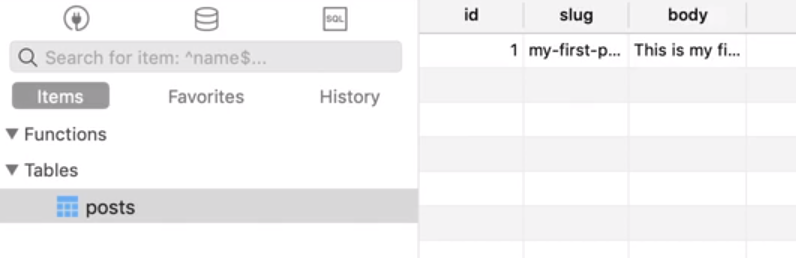 SQL
Search for item: ^name$...
Items Favorites History
Functions
Tables
posts
id slug body
1 my-first-p... This is my fi...